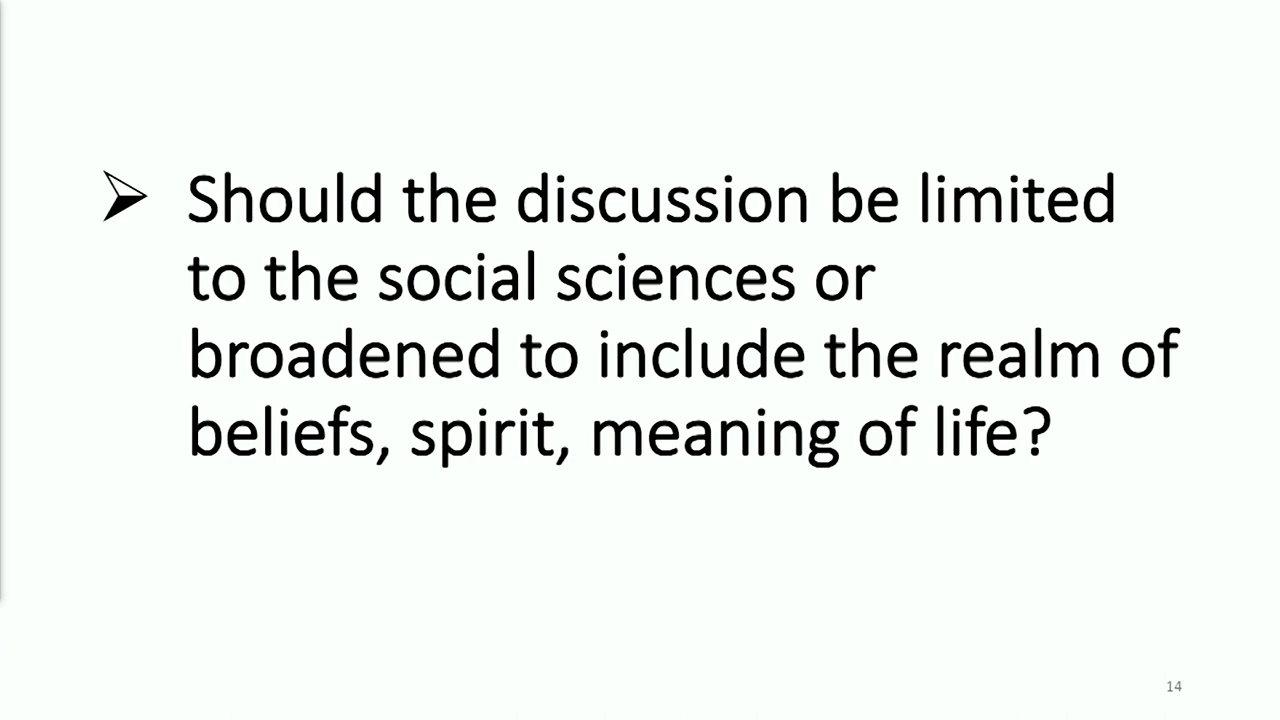 ➢ Should the discussion be limited
to the social sciences or
broadened to include the realm of
beliefs, spirit, meaning of life?
14